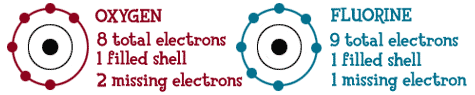 OXYGEN
8 total electrons
1 filled shell
2 missing electrons
FLUORINE
9 total electrons
1 filled shell
1 missing electron